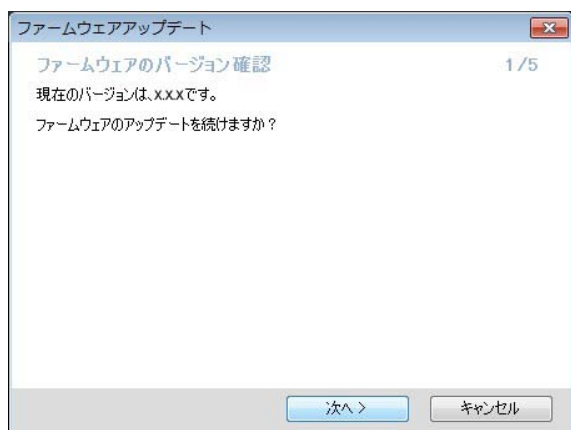 ファームウェアアップデート
ファームウェアのバージョン確認 1/5
現在のバージョンは、x.x.xです。
ファームウェアのアップデートを続けますか？
次へ > キャンセル